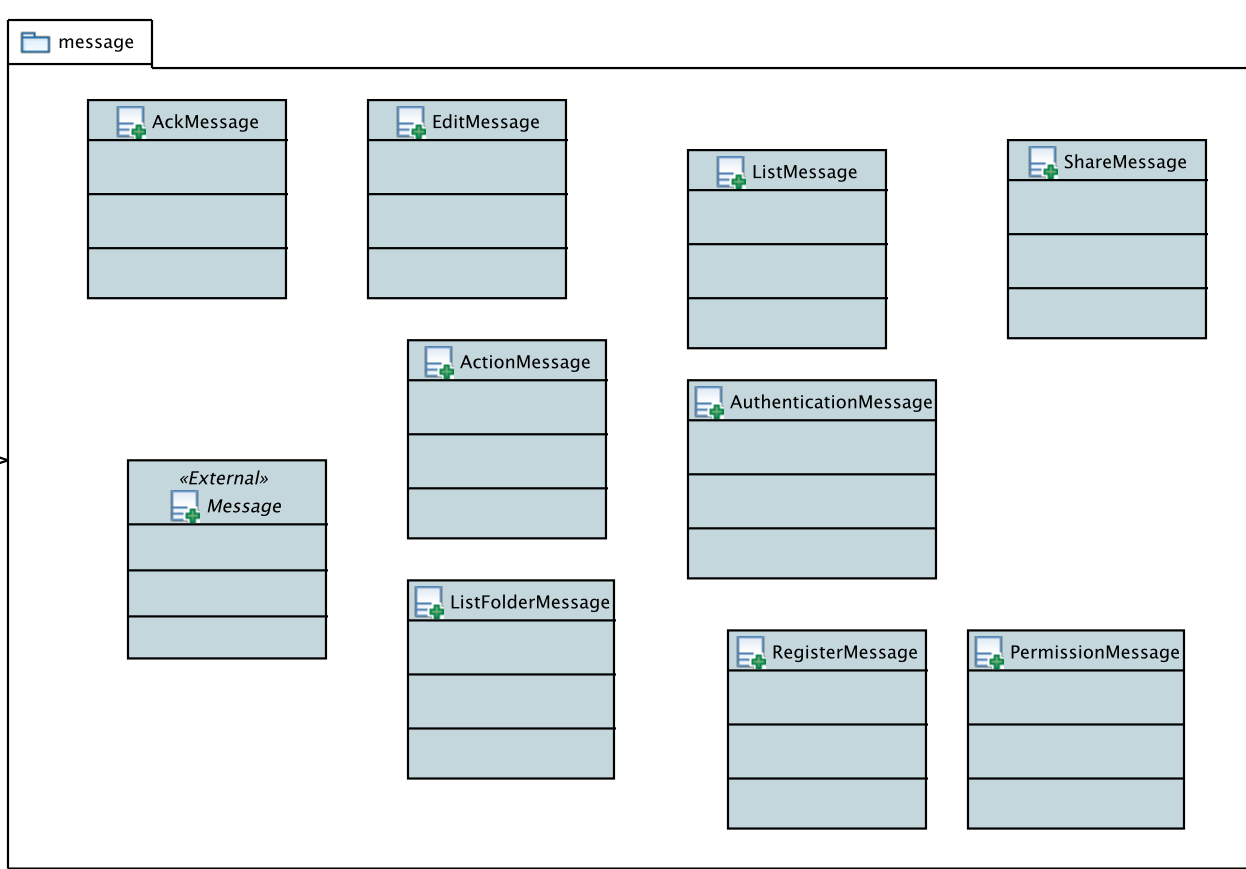 message
AckMessage
EditMessage
ListMessage
ShareMessage
ActionMessage
AuthenticationMessage
«External»
Message
ListFolderMessage
RegisterMessage
PermissionMessage